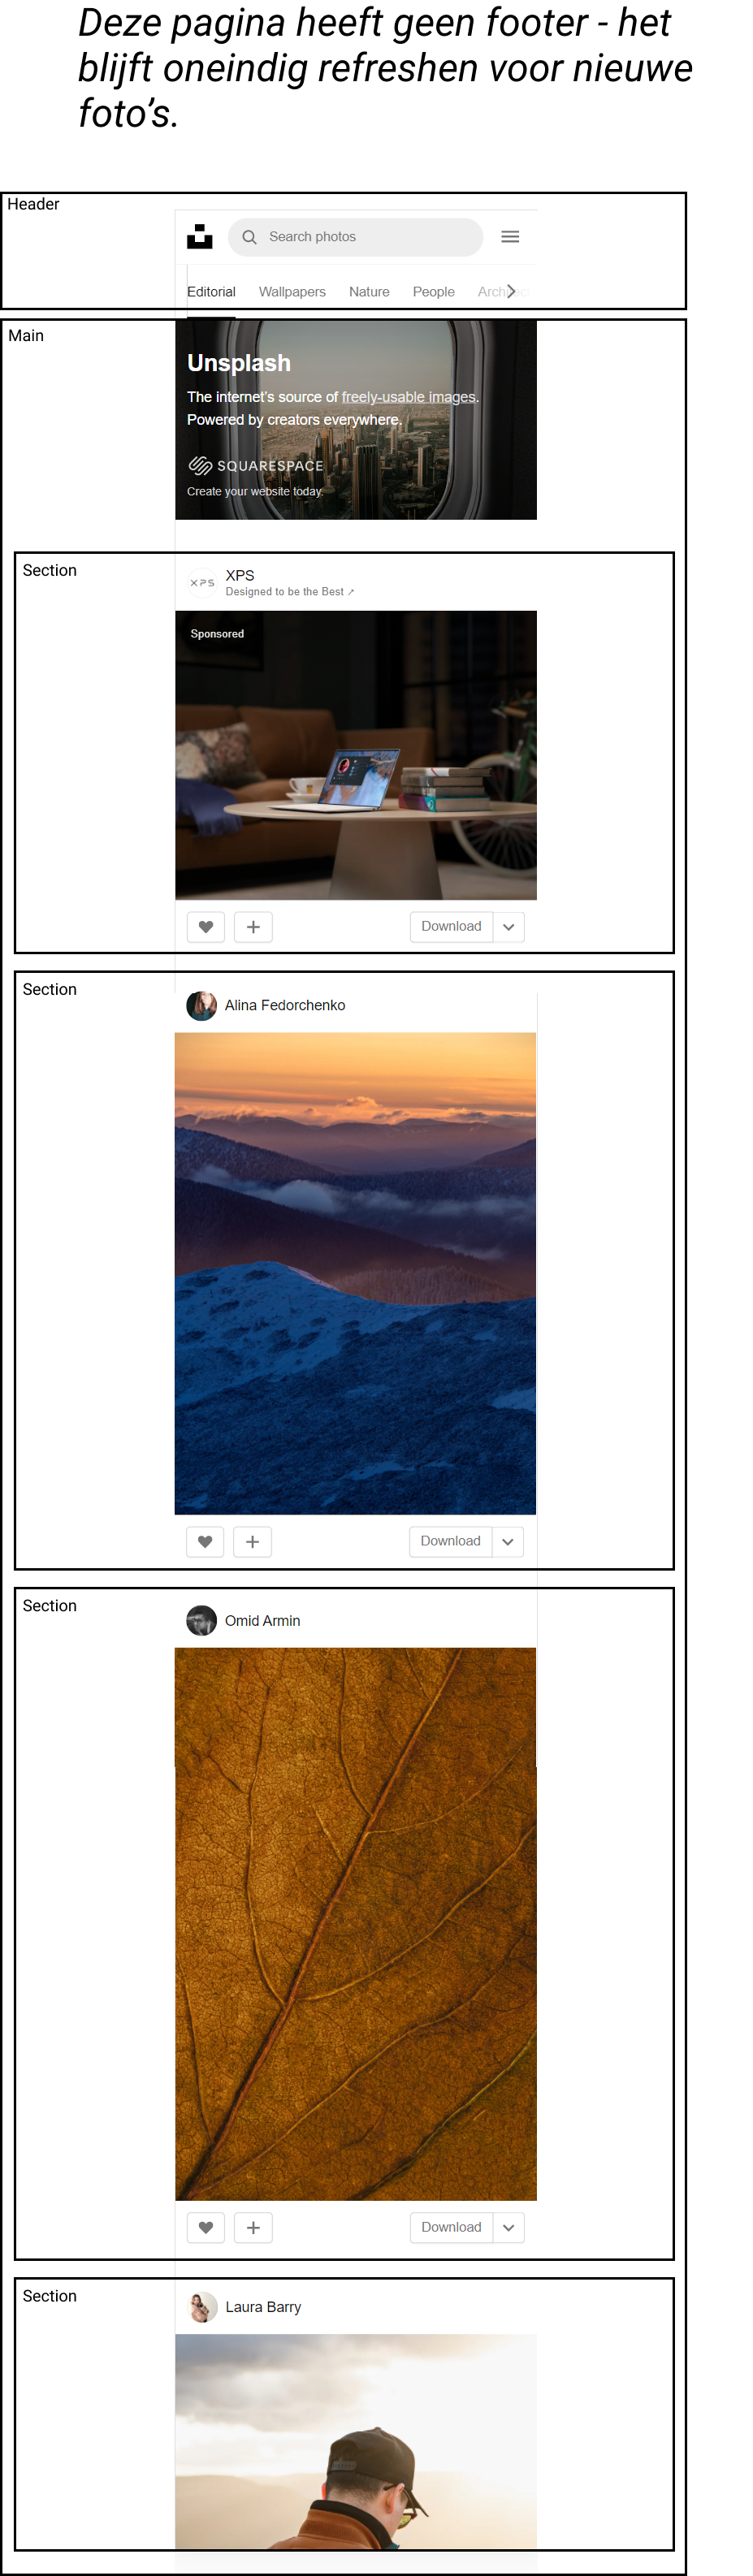 Deze pagina heeft geen footer - het
blijft oneindig refreshen voor nieuwe
foto's.
Header
Search photos
Editorial Wallpapers Nature People Architect
Main
Unsplash
The internet's source of freely-usable images.
Powered by creators everywhere.
SQUARESPACE
Create your website today.
Section
XPS
XPS
Designed to be the Best ↗
Sponsored
Download
Section
Alina Fedorchenko
Download
Section
Omid Armin
Download
Section
Laura Barry